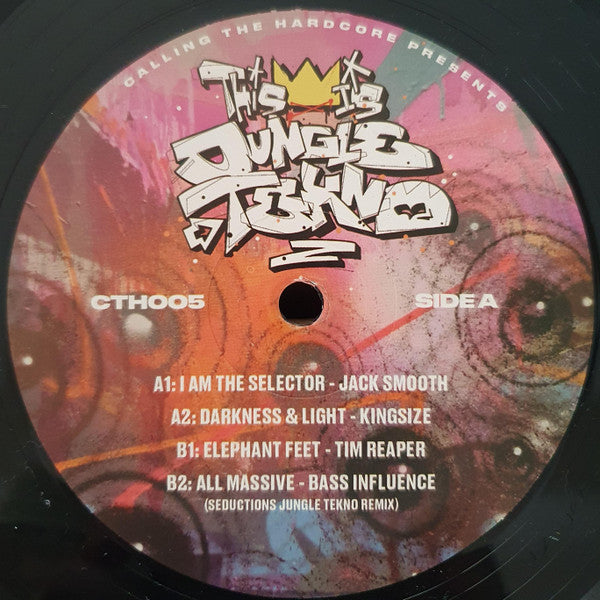 CALLING THE HARDCORE PRESENTS
THIS IS
JUNGLE
TEKNO
2
CTH005
SIDE A
A1: I AM THE SELECTOR - JACK SMOOTH
A2: DARKNESS & LIGHT - KINGSIZE
B1: ELEPHANT FEET - TIM REAPER
B2: ALL MASSIVE - BASS INFLUENCE
(SEDUCTIONS JUNGLE TEKNO REMIX)